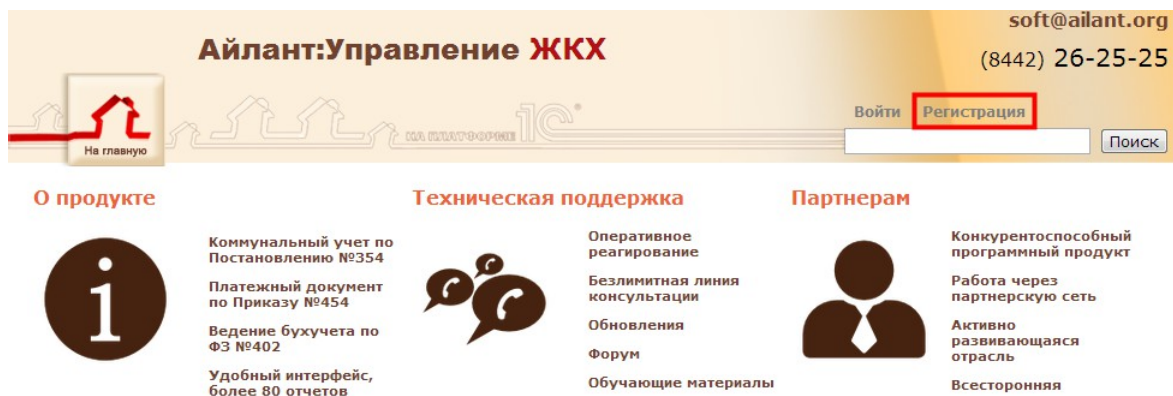 soft@ailant.org
Айлант:Управление ЖКХ
(8442) 26-25-25
На главную
НА ПЛАТФОРМЕ 1С
Войти Регистрация
Поиск
О продукте
Коммунальный учет по
Постановлению №354
Платежный документ
по Приказу №454
Ведение бухучета по
ФЗ №402
Удобный интерфейс,
более 80 отчетов
Техническая поддержка
Оперативное
реагирование
Безлимитная линия
консультации
Обновления
Форум
Обучающие материалы
Партнерам
Конкурентоспособный
программный продукт
Работа через
партнерскую сеть
Активно
развивающаяся
отрасль
Всесторонняя